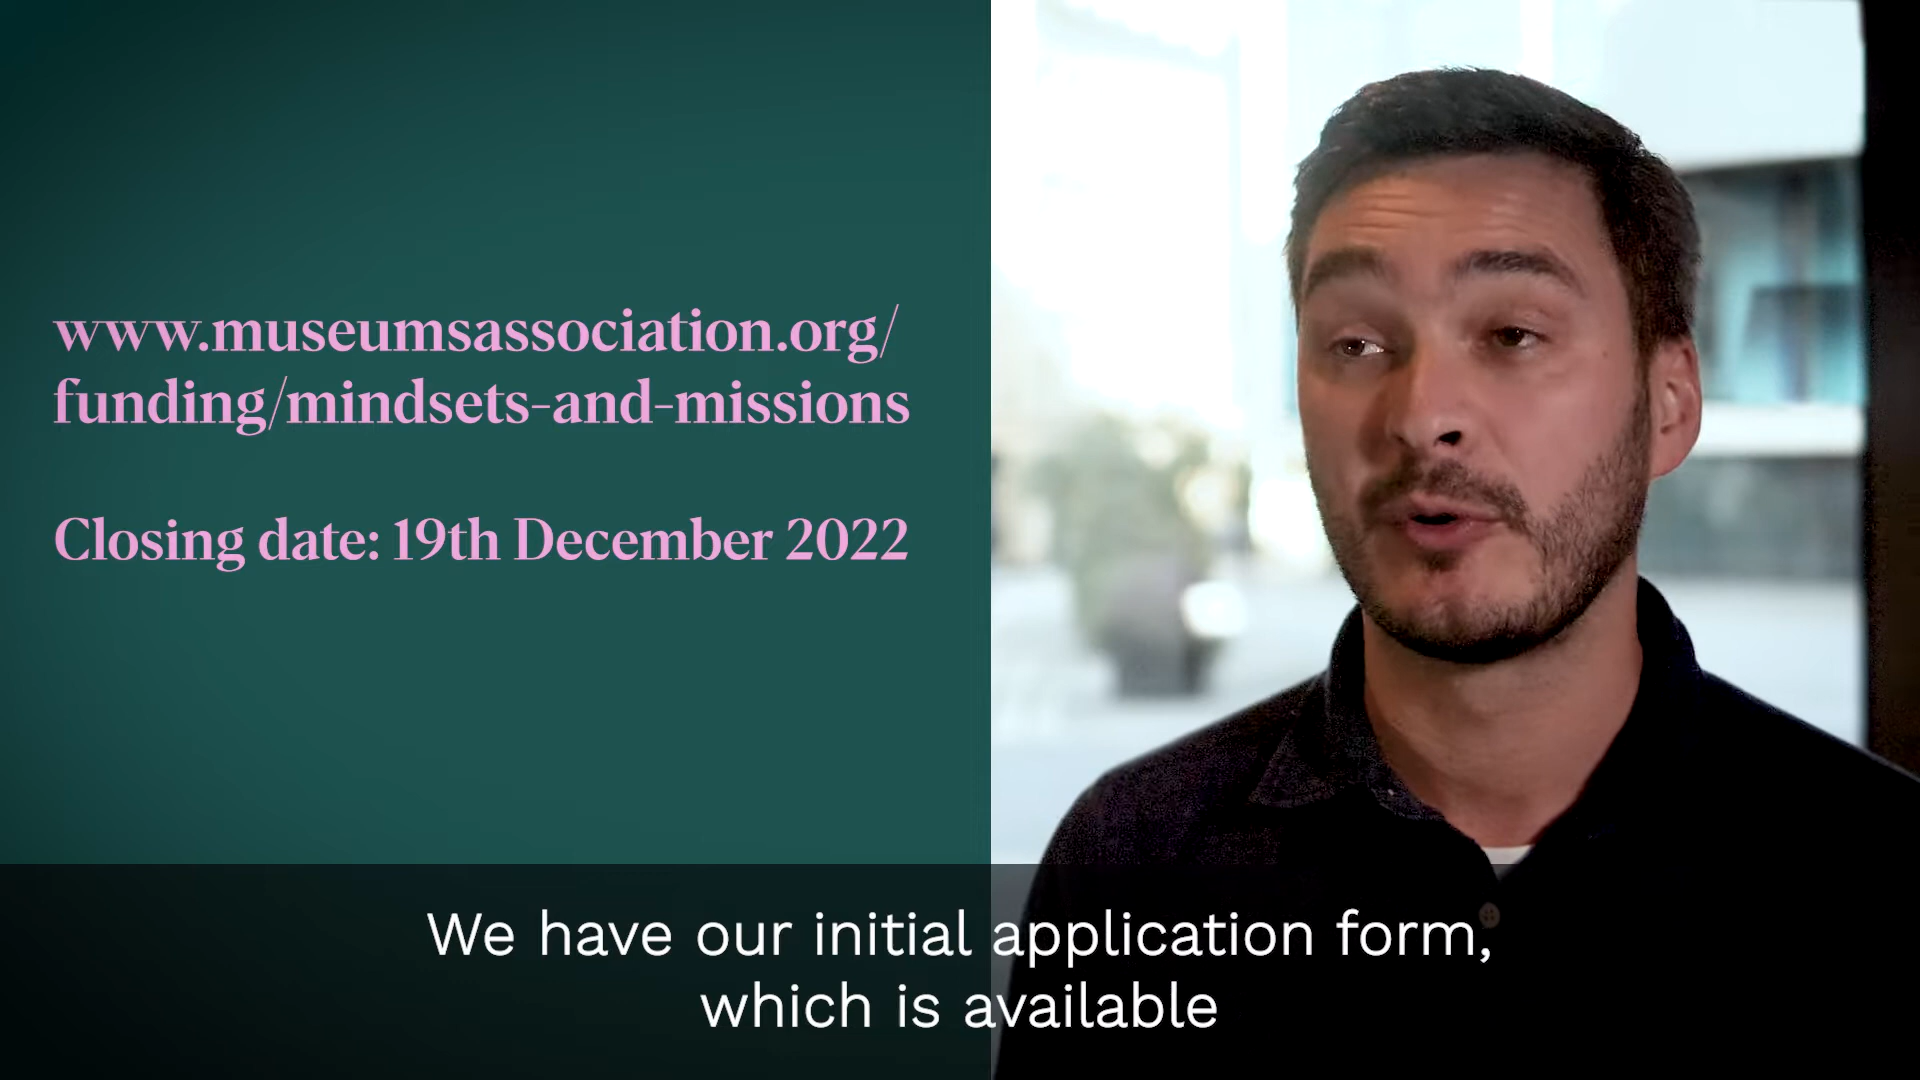 www.museumsassociation.org/
funding/mindsets-and-missions
Closing date: 19th December 2022
We have our initial application form,
which is available